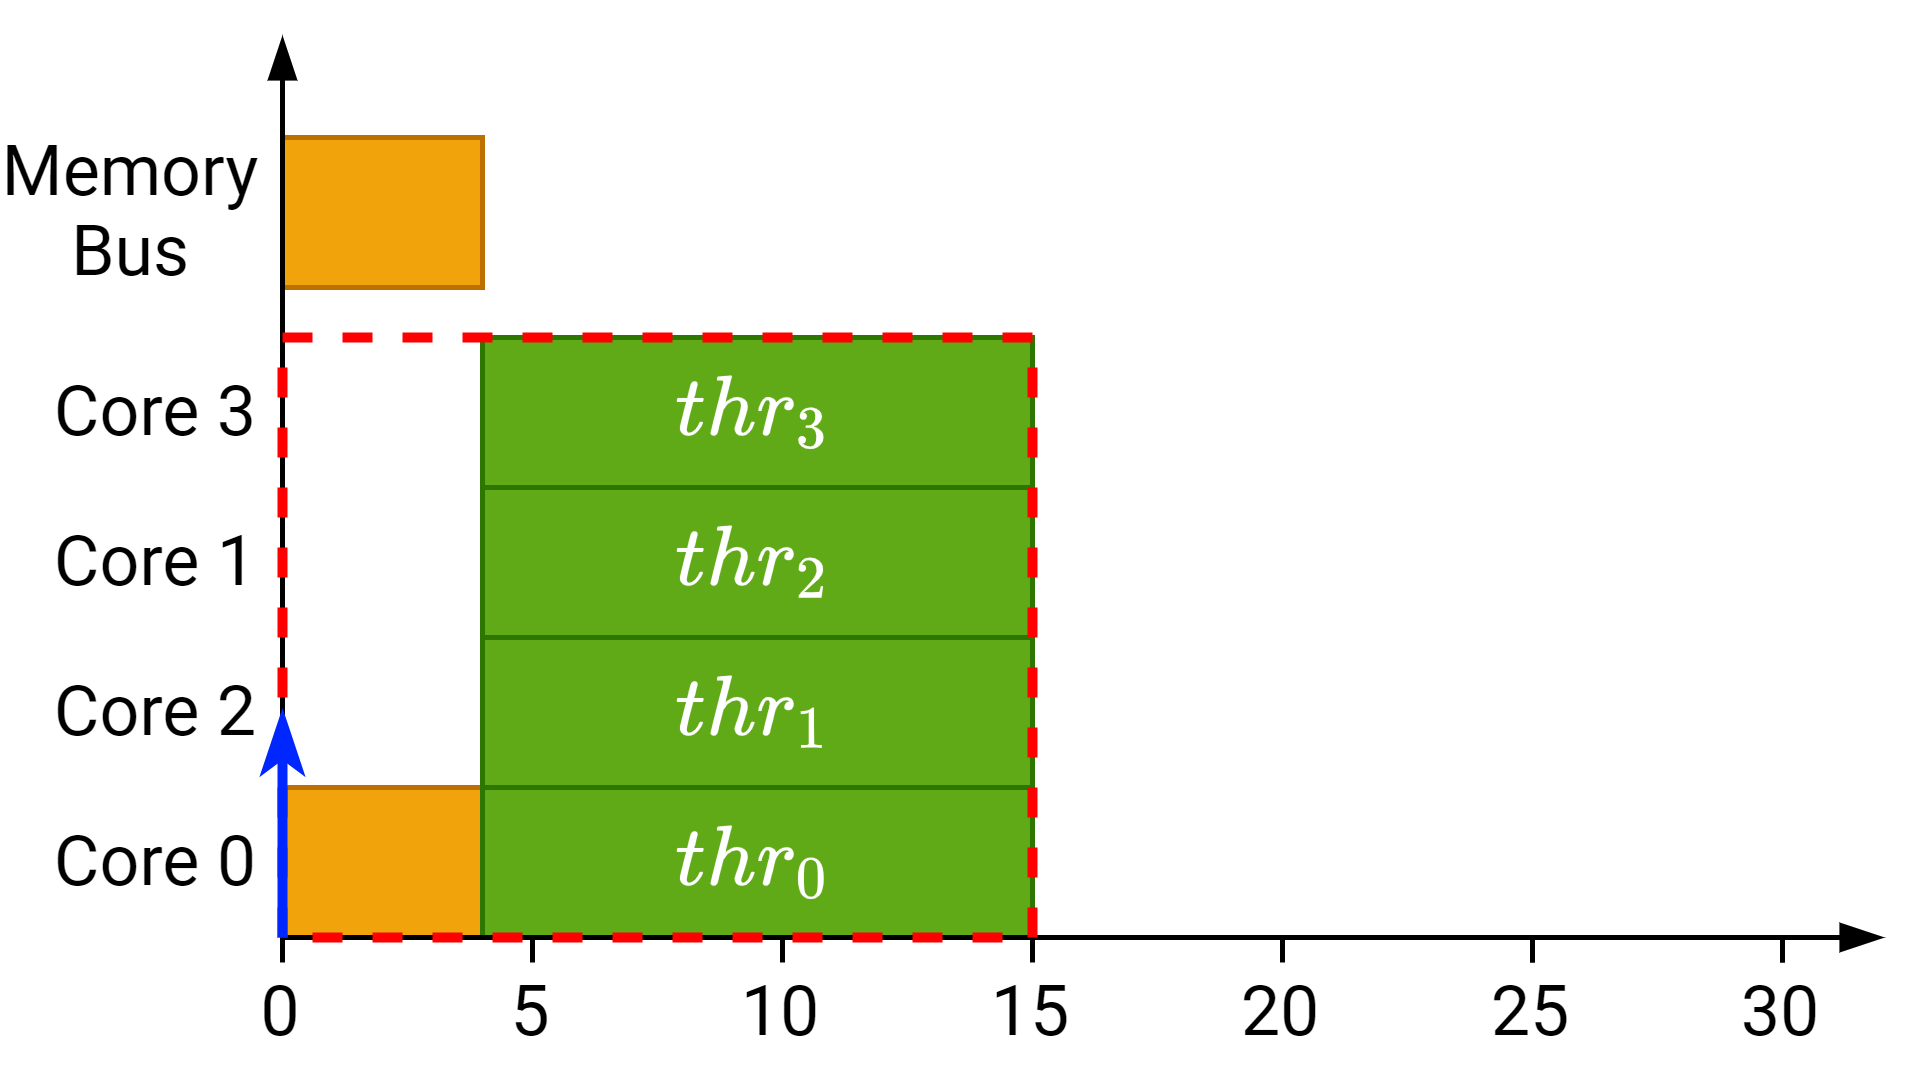 Memory
Bus
Core 3
thr₃
Core 1
thr₂
Core 2
thr₁
Core 0
thr₀
0 5 10 15 20 25 30